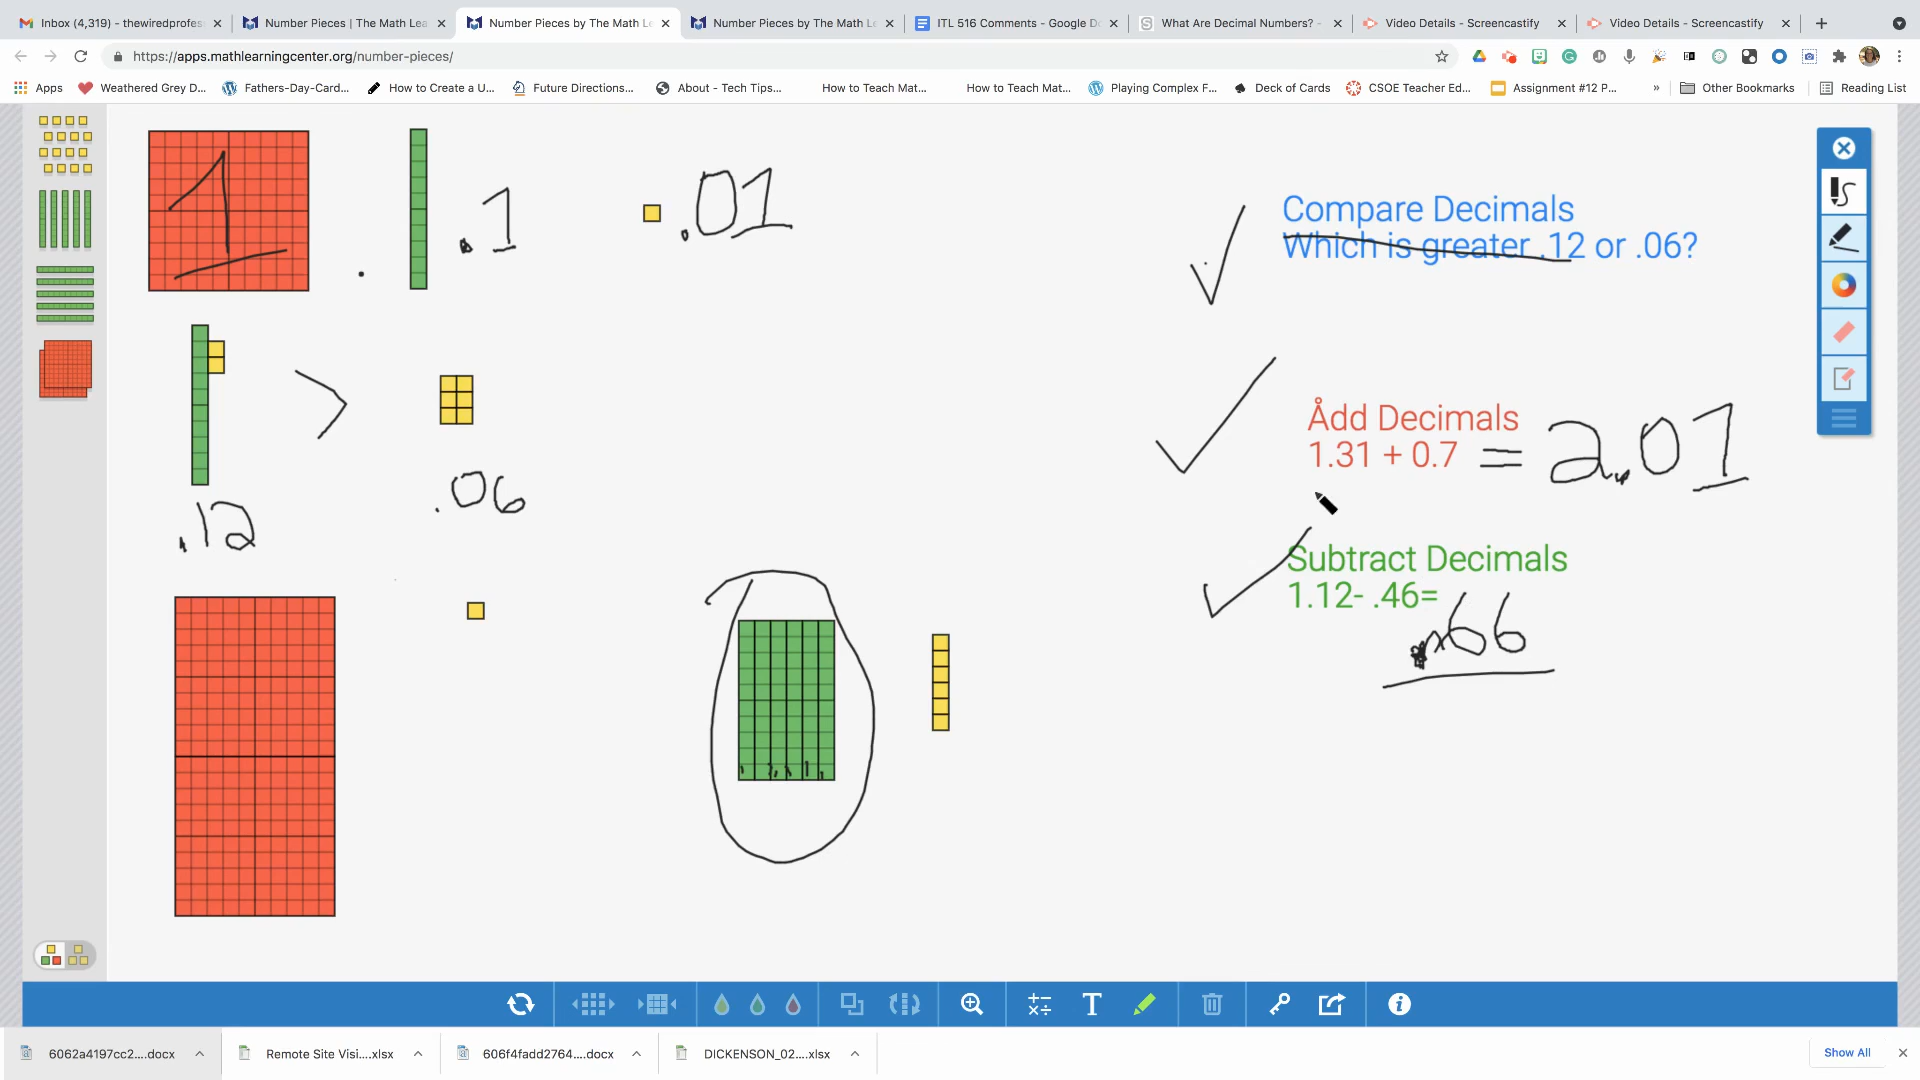 Inbox (4,319) - thewiredprofes
Number Pieces | The Math Lea
Number Pieces by The Math Le
Number Pieces by The Math L
ITL 516 Comments - Google D
What Are Decimal Numbers? -
Video Details - Screencastify
Video Details - Screencastify
https://apps.mathlearningcenter.org/number-pieces/
Apps
Weathered Grey D...
Fathers-Day-Card...
How to Create a U...
Future Directions...
About - Tech Tips...
How to Teach Mat...
How to Teach Mat...
Playing Complex F...
Deck of Cards
CSOE Teacher Ed...
Assignment #12 P...
»
Other Bookmarks
Reading List
1
.1
.01
Compare Decimals
Which is greater .12 or .06?
>
.12
.06
Ådd Decimals
1.31 + 0.7 = 2.01
Subtract Decimals
1.12- .46=
.66
T
6062a4197cc2....docx
Remote Site Visi....xlsx
606f4fadd2764....docx
DICKENSON_02....xlsx
Show All